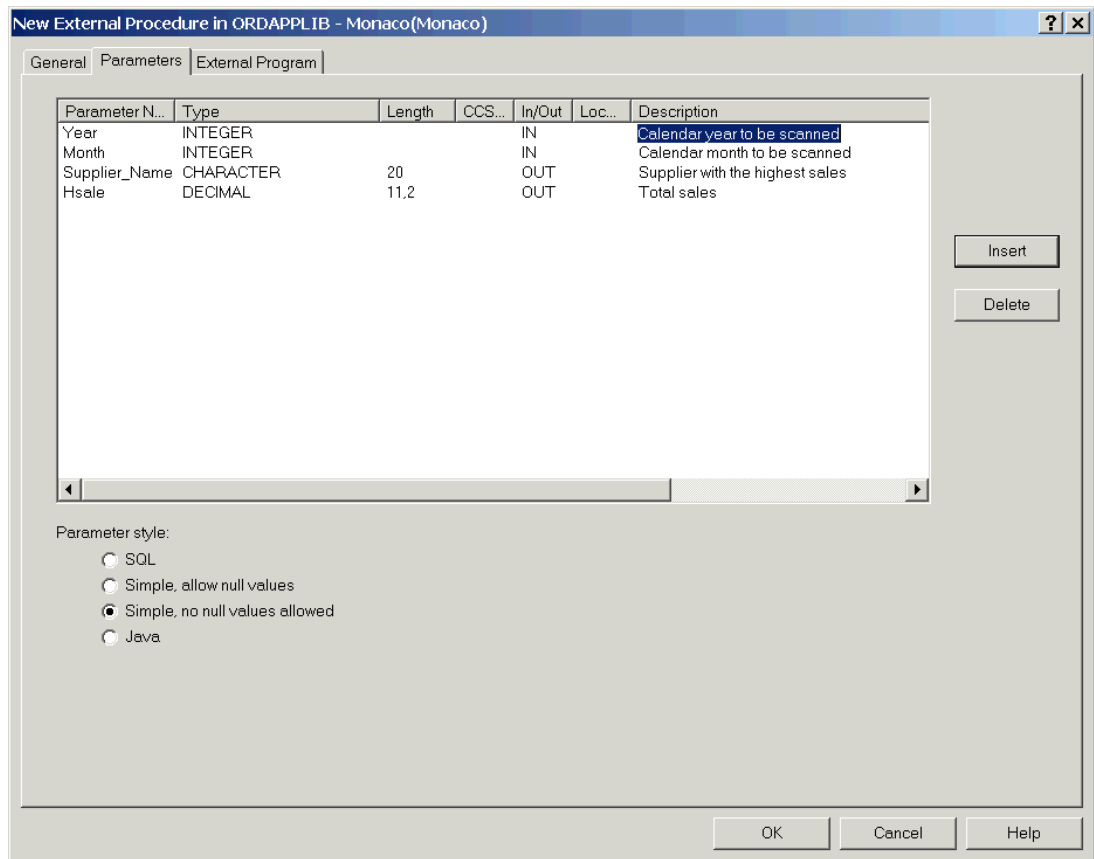 New External Procedure in ORDAPPLIB - Monaco(Monaco)
General Parameters External Program
Parameter N... Type Length CCS... In/Out Loc... Description
Year INTEGER IN Calendar year to be scanned
Month INTEGER IN Calendar month to be scanned
Supplier_Name CHARACTER 20 OUT Supplier with the highest sales
Hsale DECIMAL 11,2 OUT Total sales
Insert
Delete
Parameter style:
SQL
Simple, allow null values
Simple, no null values allowed
Java
OK Cancel Help